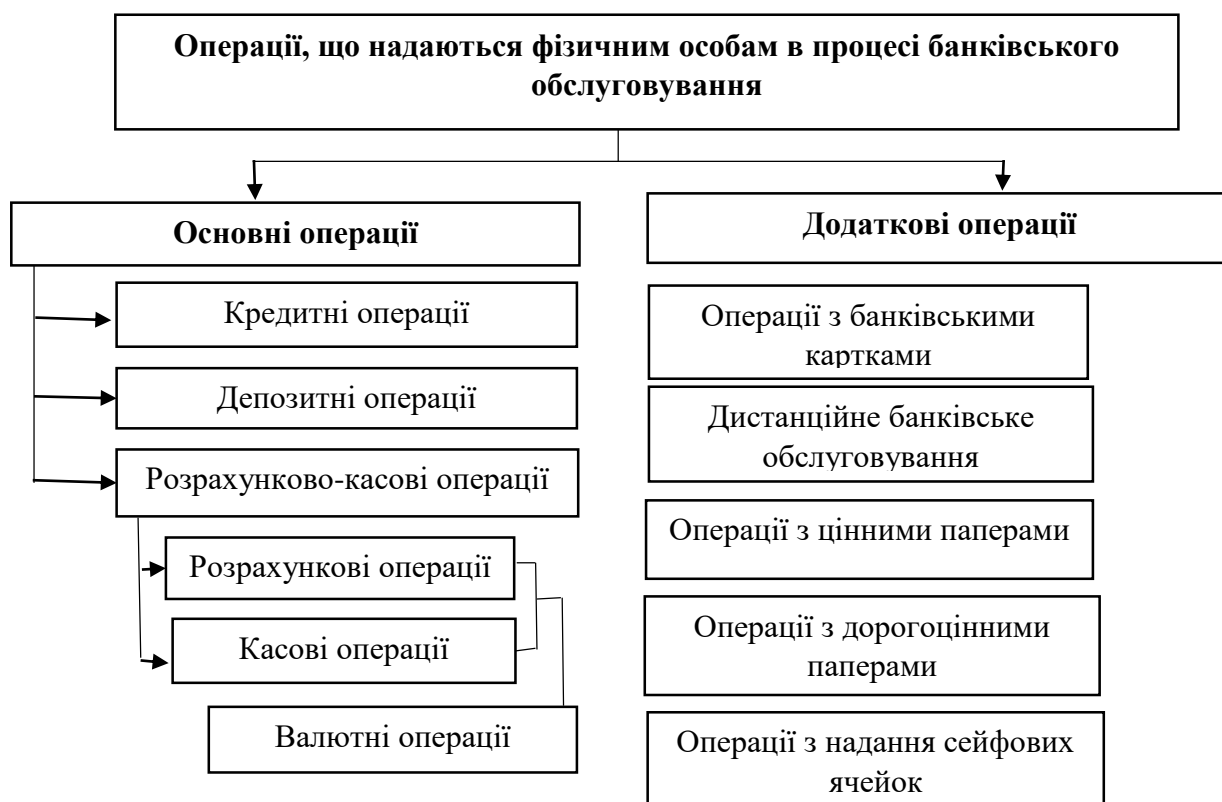 Операції, що надаються фізичним особам в процесі банківського
обслуговування
Основні операції
Кредитні операції
Депозитні операції
Розрахунково-касові операції
Розрахункові операції
Касові операції
Валютні операції
Додаткові операції
Операції з банківськими
картками
Дистанційне банківське
обслуговування
Операції з цінними паперами
Операції з дорогоцінними
паперами
Операції з надання сейфових
ячейок